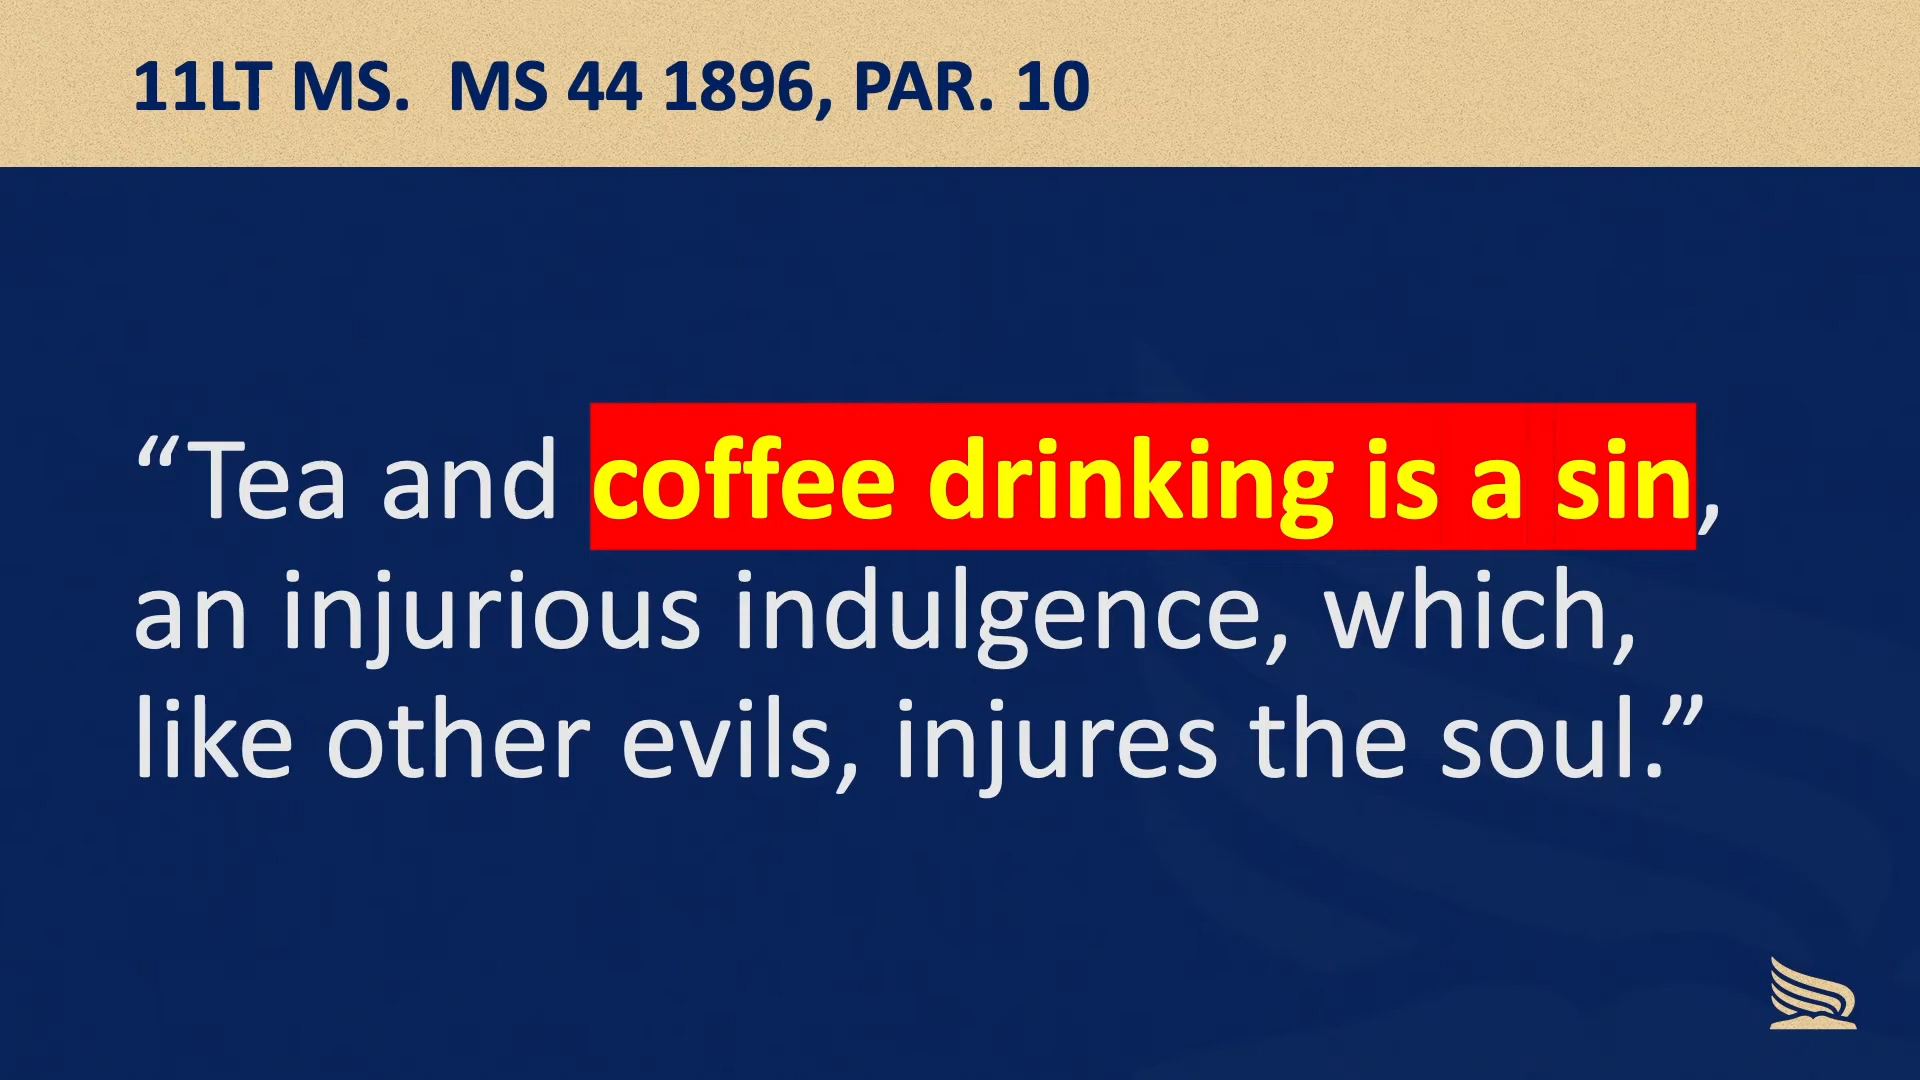 11LT MS.  MS 44 1896, PAR. 10
“Tea and coffee drinking is a sin,
an injurious indulgence, which,
like other evils, injures the soul.”